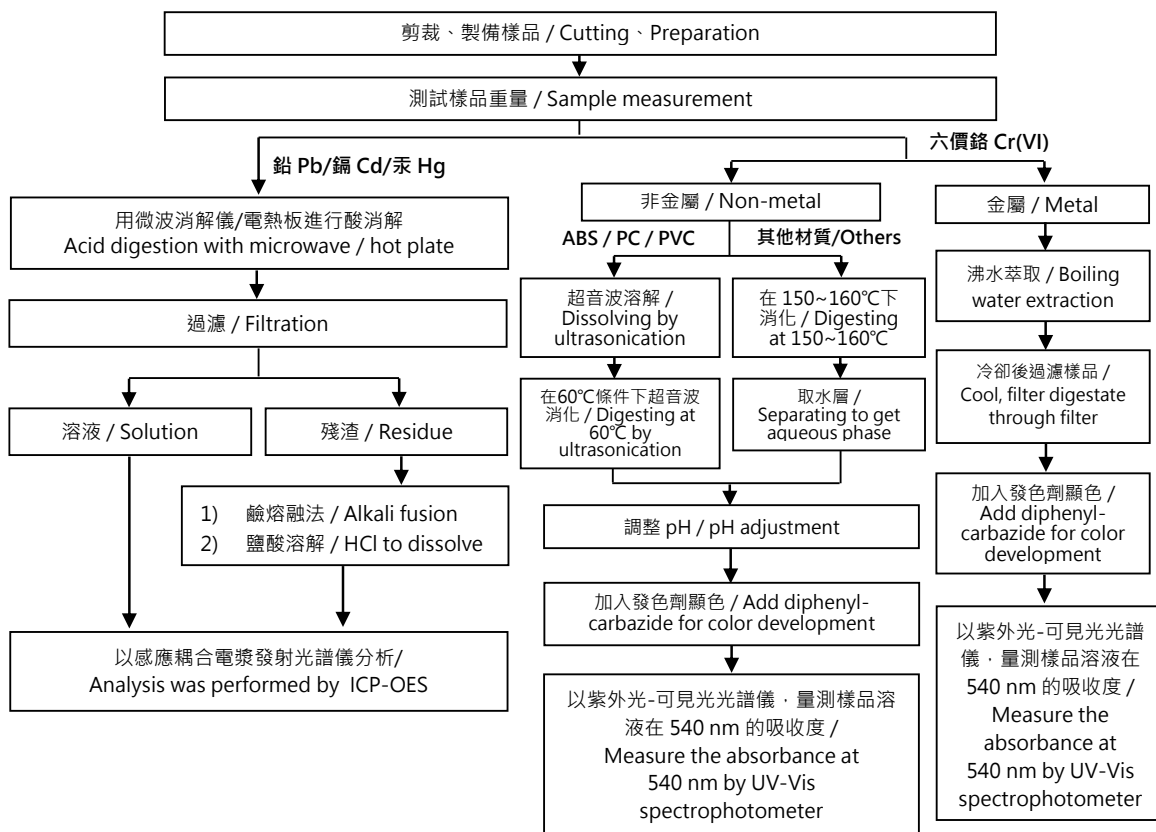 剪裁、製備樣品 / Cutting、Preparation
測試樣品重量 / Sample measurement
鉛 Pb/鎘 Cd/汞 Hg
用微波消解儀/電熱板進行酸消解
Acid digestion with microwave / hot plate
過濾 / Filtration
溶液 / Solution
殘渣 / Residue
1) 鹼熔融法 / Alkali fusion
2) 鹽酸溶解 / HCl to dissolve
以感應耦合電漿發射光譜儀分析/
Analysis was performed by ICP-OES
六價鉻 Cr(VI)
非金屬 / Non-metal
ABS / PC / PVC
超音波溶解 /
Dissolving by
ultrasonication
在60℃條件下超音波
消化 / Digesting at
60℃ by
ultrasonication
其他材質/Others
在 150~160℃下
消化 / Digesting
at 150~160℃
取水層 /
Separating to get
aqueous phase
調整 pH / pH adjustment
加入發色劑顯色 / Add diphenyl-
carbazide for color development
以紫外光-可見光光譜儀，量測樣品溶
液在 540 nm 的吸收度 /
Measure the absorbance at
540 nm by UV-Vis
spectrophotometer
金屬 / Metal
沸水萃取 / Boiling
water extraction
冷卻後過濾樣品 /
Cool, filter digestate
through filter
加入發色劑顯色 /
Add diphenyl-
carbazide for color
development
以紫外光-可見光光譜
儀，量測樣品溶液在
540 nm 的吸收度 /
Measure the
absorbance at
540 nm by UV-Vis
spectrophotometer